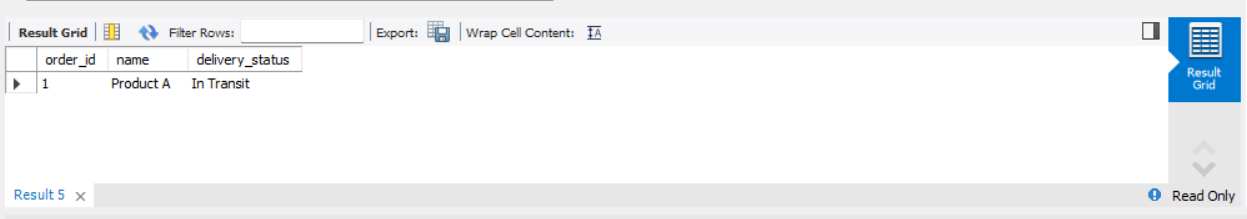 Result Grid Filter Rows: Export: Wrap Cell Content: IA
order_id name delivery_status
1 Product A In Transit
Result Grid
Result 5 × Read Only